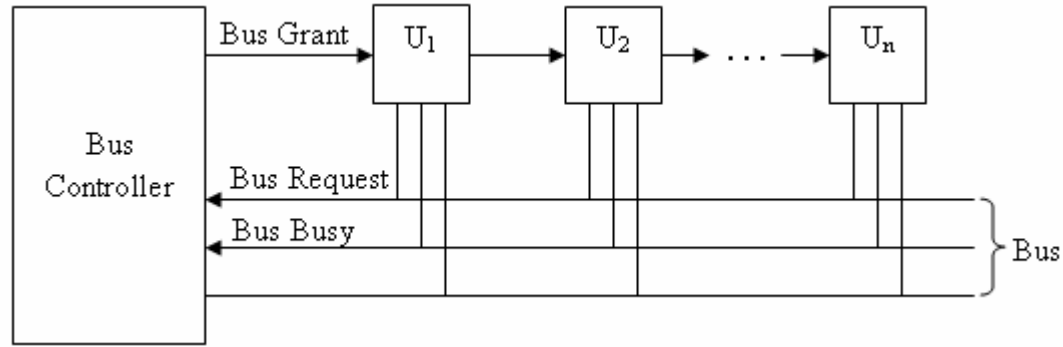 Bus Grant
U1
U2
...
Un
Bus
Controller
Bus Request
Bus Busy
Bus